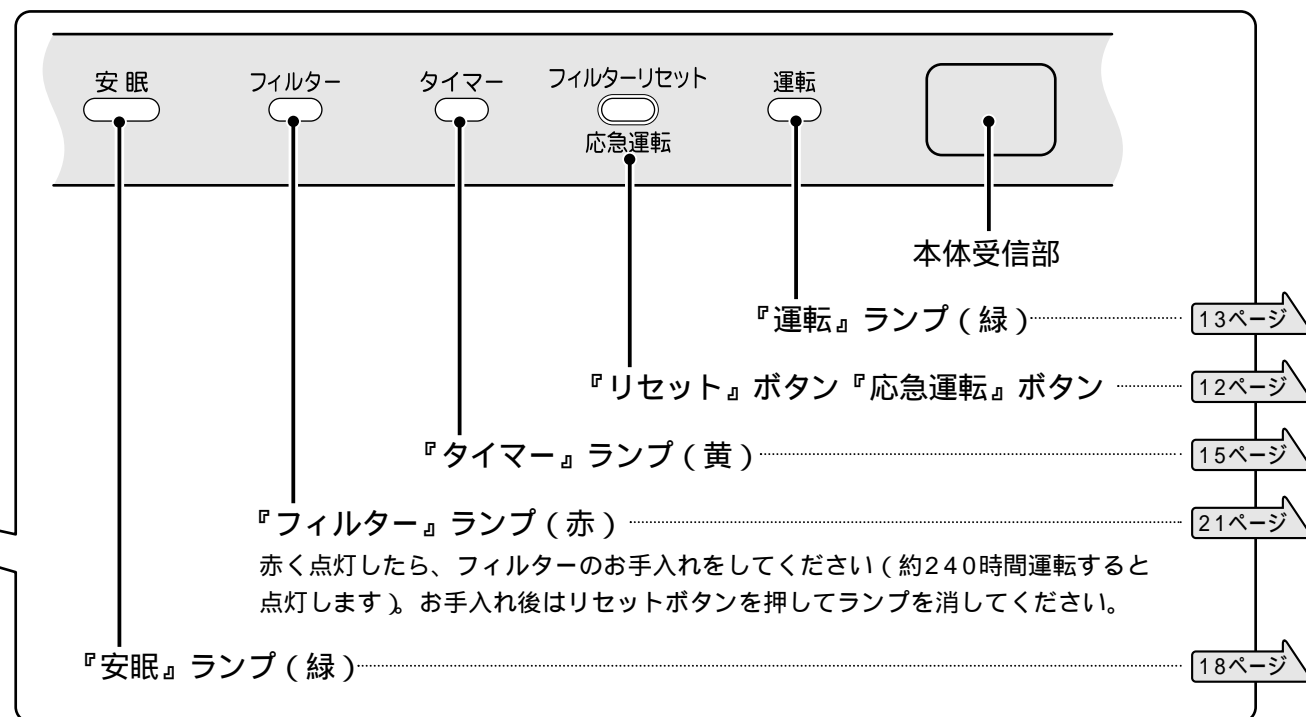 安眠 フィルター タイマー フィルターリセット 運転
応急運転
本体受信部
『運転』ランプ(緑) 13ページ
『リセット』ボタン『応急運転』ボタン 12ページ
『タイマー』ランプ(黄) 15ページ
『フィルター』ランプ(赤) 21ページ
赤く点灯したら、フィルターのお手入れをしてください(約240時間運転すると
点灯します)。お手入れ後はリセットボタンを押してランプを消してください。
『安眠』ランプ(緑) 18ページ